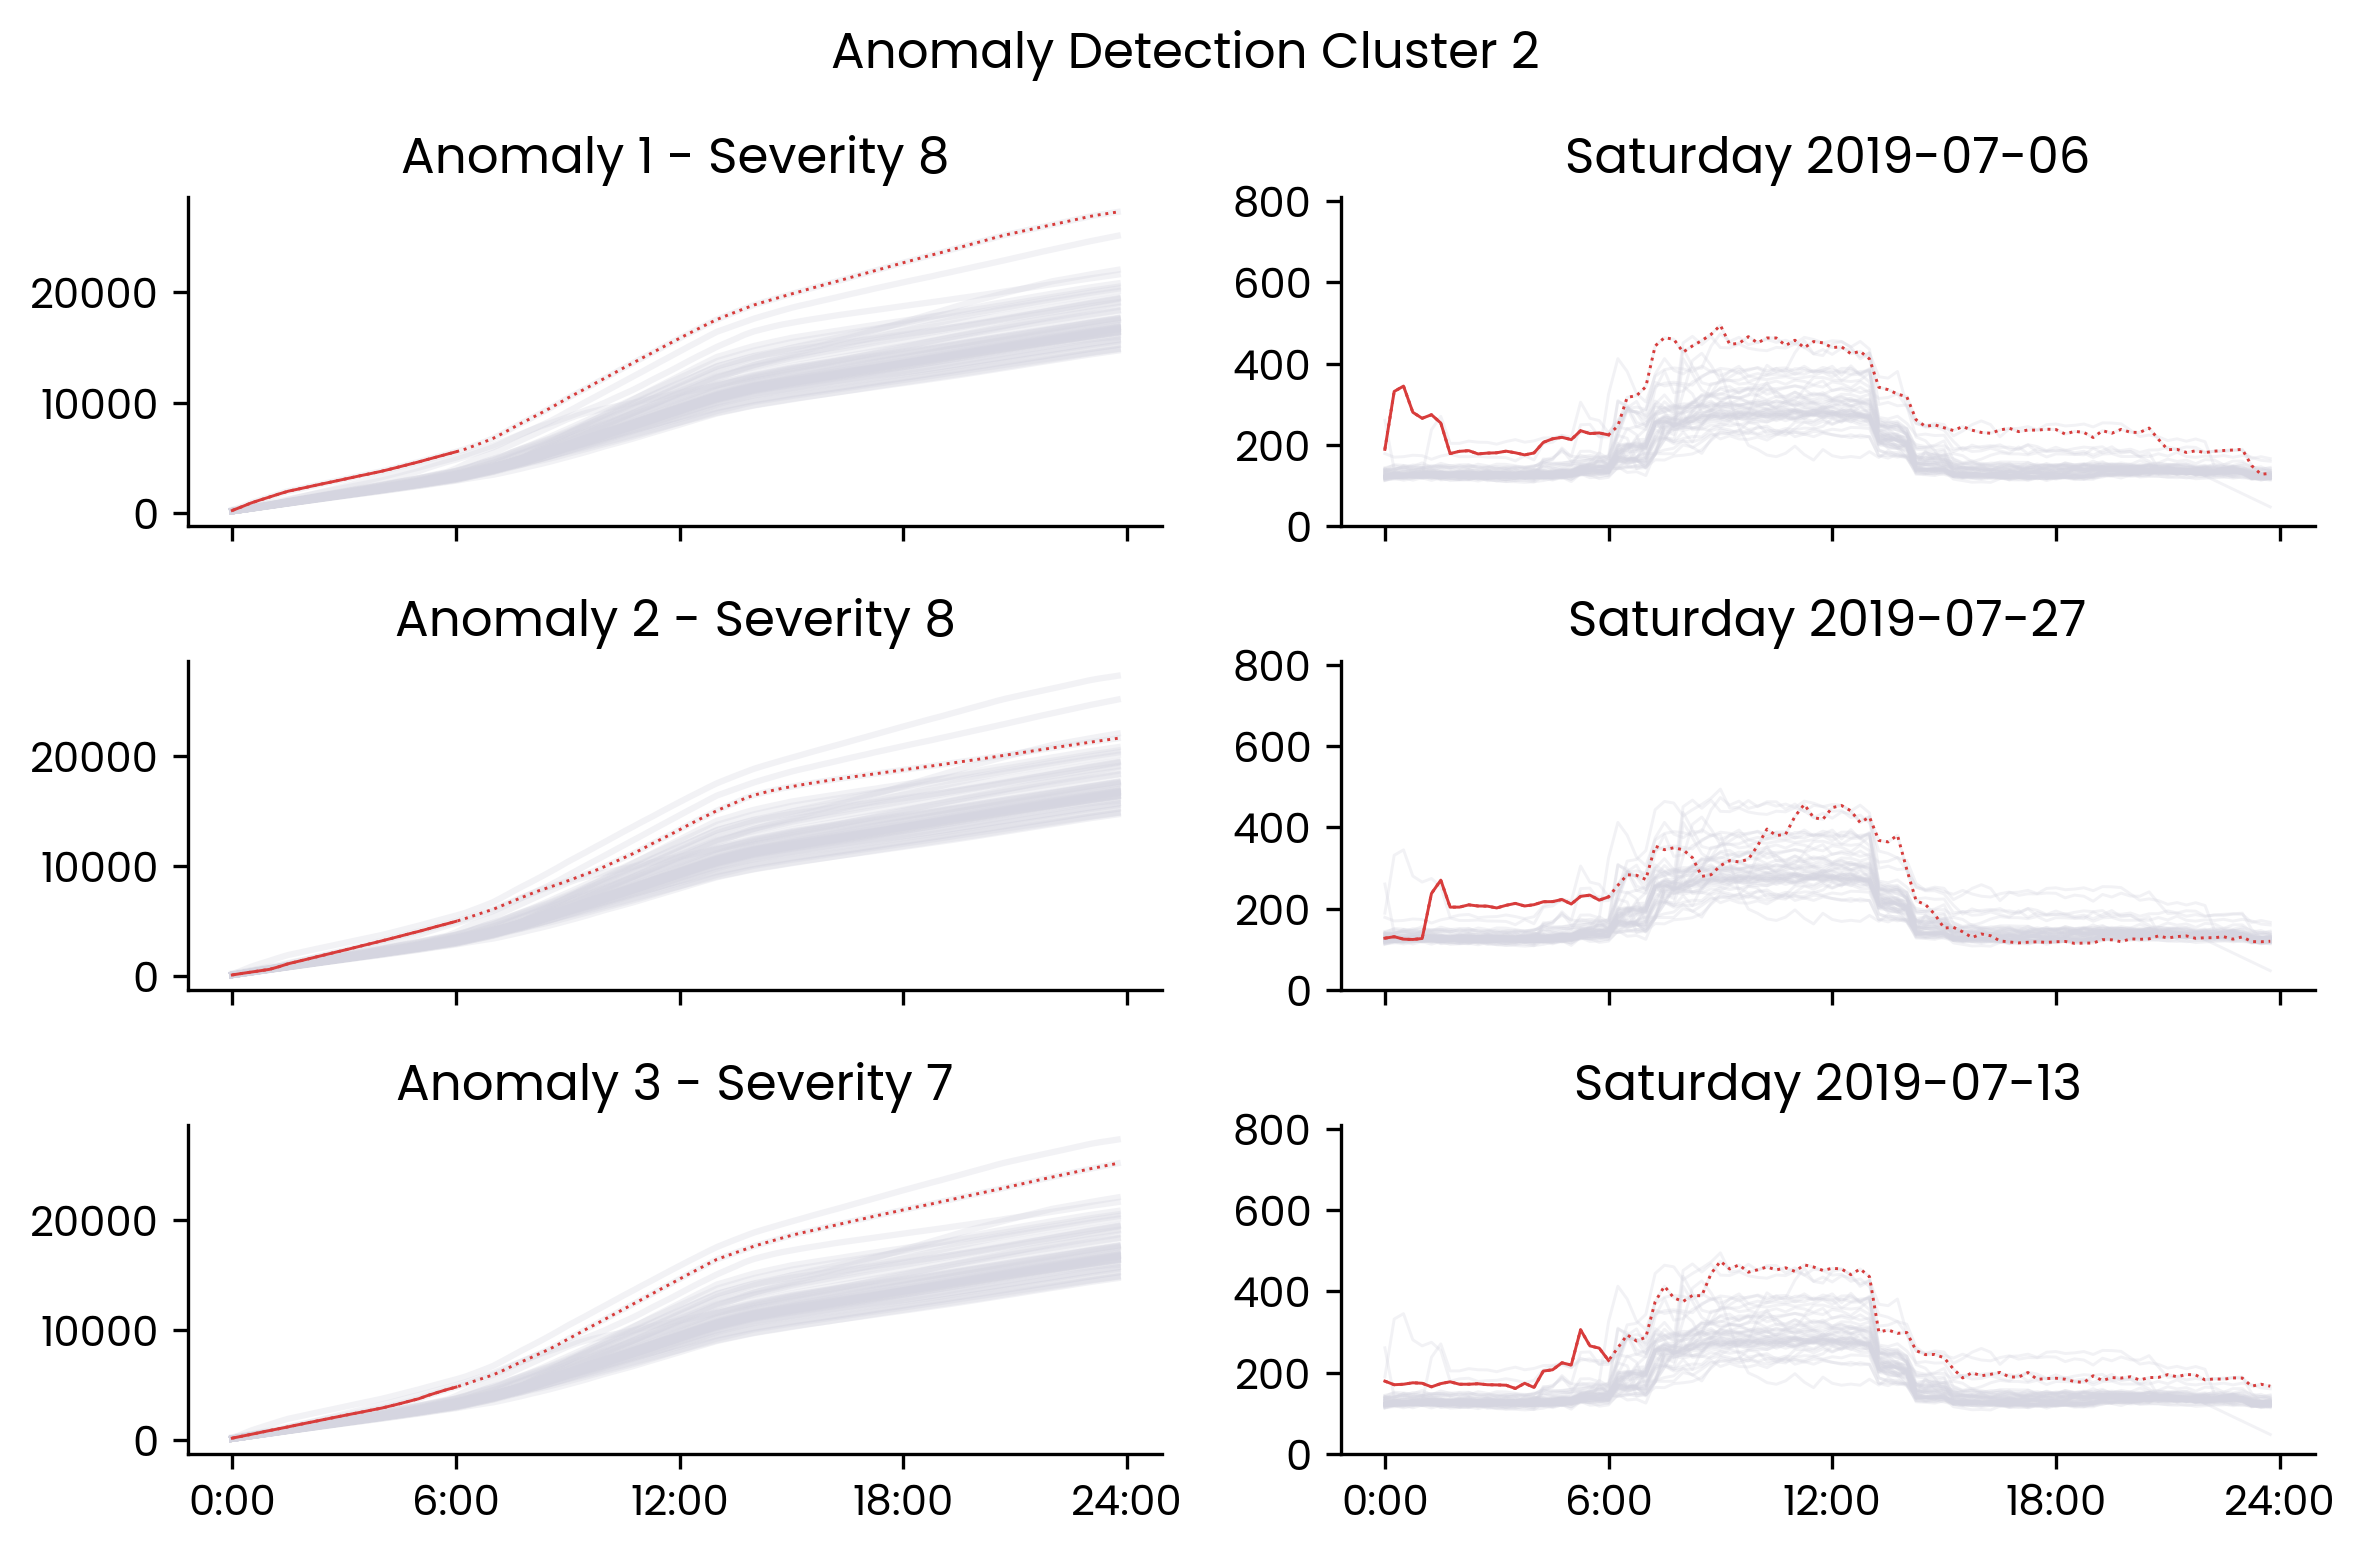 Anomaly Detection Cluster 2
Anomaly 1 - Severity 8
Saturday 2019-07-06
20000
10000
0
800
600
400
200
0
Anomaly 2 - Severity 8
Saturday 2019-07-27
20000
10000
0
800
600
400
200
0
Anomaly 3 - Severity 7
Saturday 2019-07-13
20000
10000
0
0:00 6:00 12:00 18:00 24:00
800
600
400
200
0
0:00 6:00 12:00 18:00 24:00